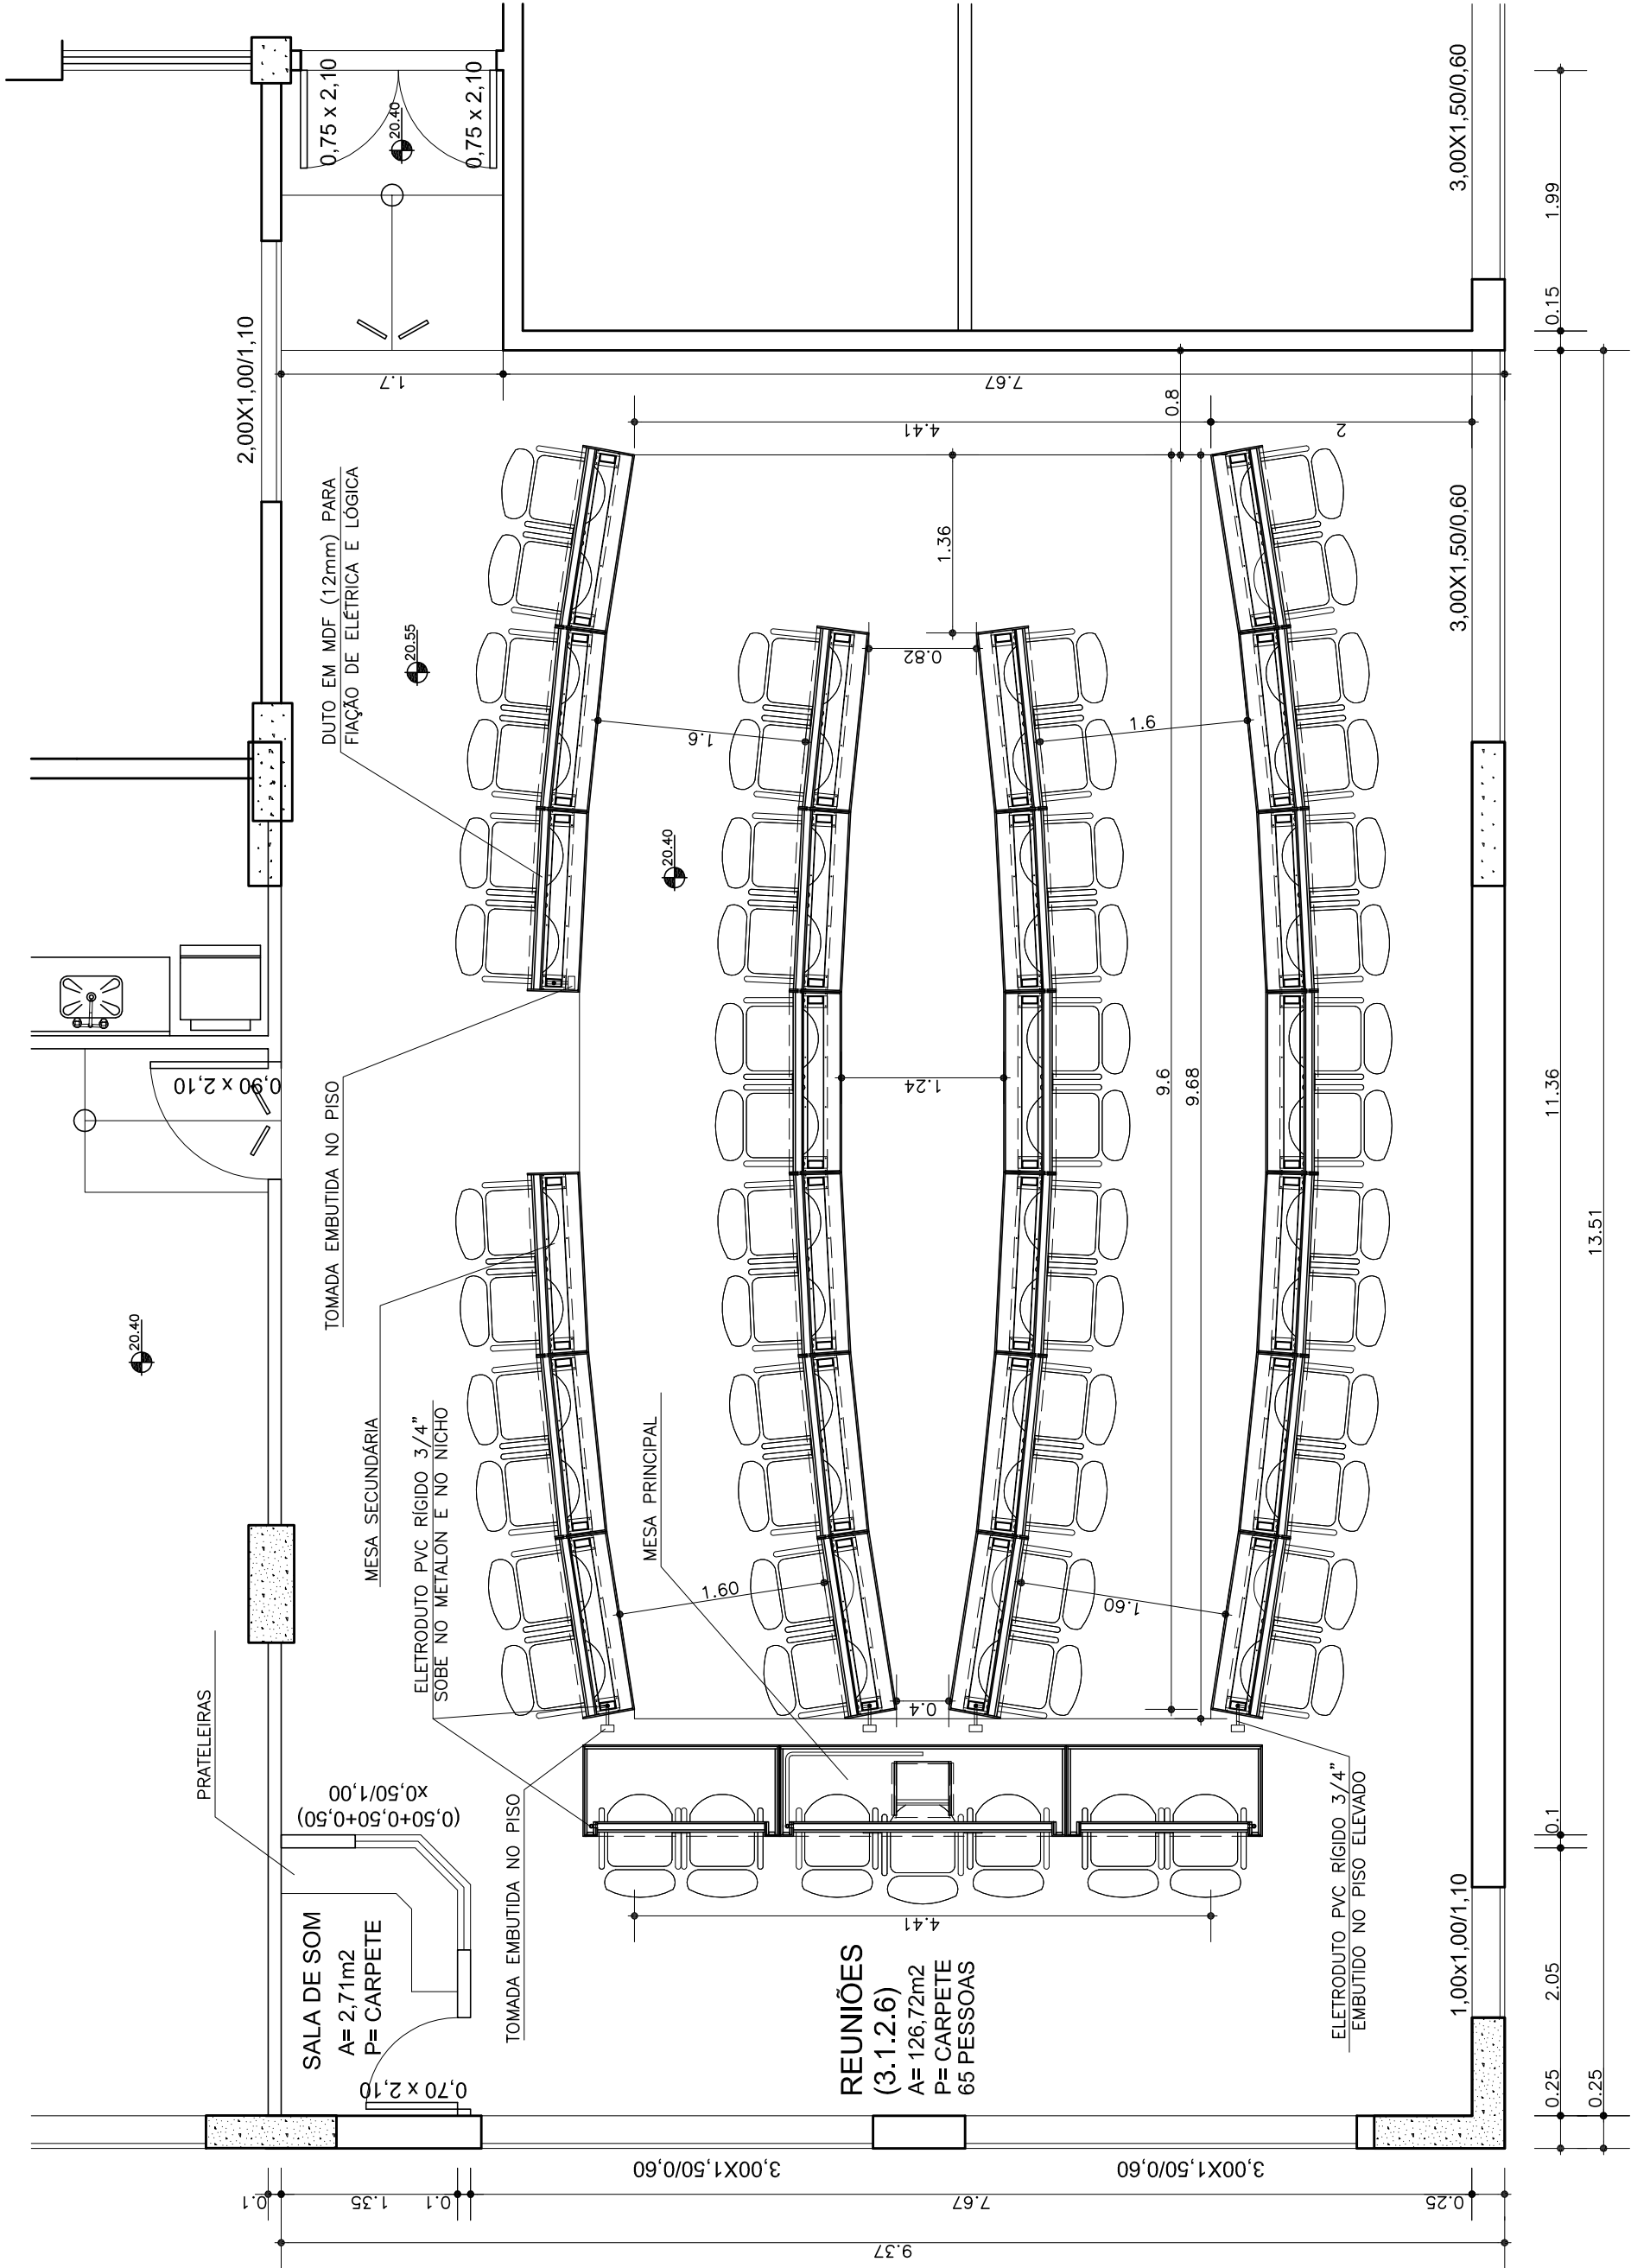 0,75 x 2,10
0,75 x 2,10
20.40
3,00X1,50/0,60
1.99
0.15
2,00X1,00/1,10
1.7
7.67
0.8
4.41
2
DUTO EM MDF (12mm) PARA
FIAÇÃO DE ELÉTRICA E LÓGICA
20.55
1.36
3,00X1,50/0,60
0.82
1.6
1.6
20.40
0,90 x 2,10
TOMADA EMBUTIDA NO PISO
1.24
9.6
9.68
11.36
13.51
20.40
MESA SECUNDÁRIA
ELETRODUTO PVC RÍGIDO 3/4"
SOBE NO METALON E NO NICHO
MESA PRINCIPAL
1.60
1.60
0.4
PRATELEIRAS
(0,50+0,50+0,50)
x0,50/1,00
TOMADA EMBUTIDA NO PISO
ELETRODUTO PVC RÍGIDO 3/4"
EMBUTIDO NO PISO ELEVADO
0.1
4.41
SALA DE SOM
A= 2,71m2
P= CARPETE
REUNIÕES
(3.1.2.6)
A= 126,72m2
P= CARPETE
65 PESSOAS
1,00x1,00/1,10
2.05
0,70 x 2,10
0.25
0.25
3,00X1,50/0,60
3,00X1,50/0,60
0.1
1.35
0.1
7.67
0.25
9.37